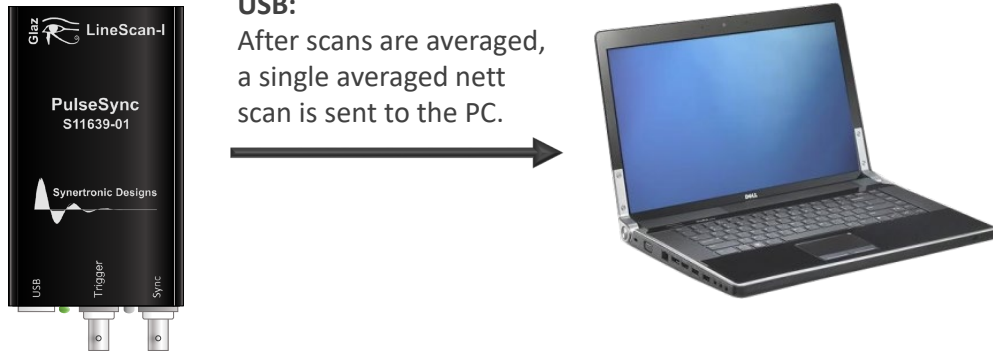 USB:
After scans are averaged,
a single averaged nett
scan is sent to the PC.
Glaz
LineScan-I
PulseSync
S11639-01
Synertronic Designs
USB
Trigger
Sync
DELL